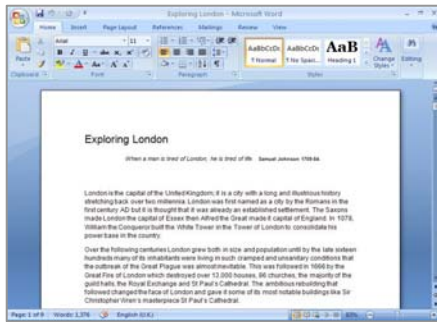 Exploring London - Microsoft Word
Home Insert Page Layout References Mailings Review View
Arial 11
AaBbCcDc AaBbCcDc AaB
Paste ¶ Normal ¶ No Spaci... Heading 1 Change Styles Editing
Clipboard Font Paragraph Styles
Exploring London
When a man is tired of London, he is tired of life Samuel Johnson 1709-84
London is the capital of the United Kingdom; it is a city with a long and illustrious history
stretching back over two millennia. London was first named as a city by the Romans in the
first century AD but it is thought that it was already an established settlement. The Saxons
made London the capital of Essex then Alfred the Great made it capital of England. In 1078,
William the Conqueror built the White Tower in the Tower of London to consolidate his
power base in the country.
Over the following centuries London grew both in size and population until by the late sixteen
hundreds many of its inhabitants were living in such cramped and unsanitary conditions that
the outbreak of the Great Plague was almost inevitable. This was followed in 1666 by the
Great Fire of London which destroyed over 13,000 houses, 86 churches, the majority of the
guild halls, the Royal Exchange and St Paul's Cathedral. The ambitious rebuilding that
followed changed the face of London and gave it some of its most notable buildings like Sir
Christopher Wren's masterpiece St Paul's Cathedral.
Page: 1 of 9 Words: 1,376 English (U.K.)